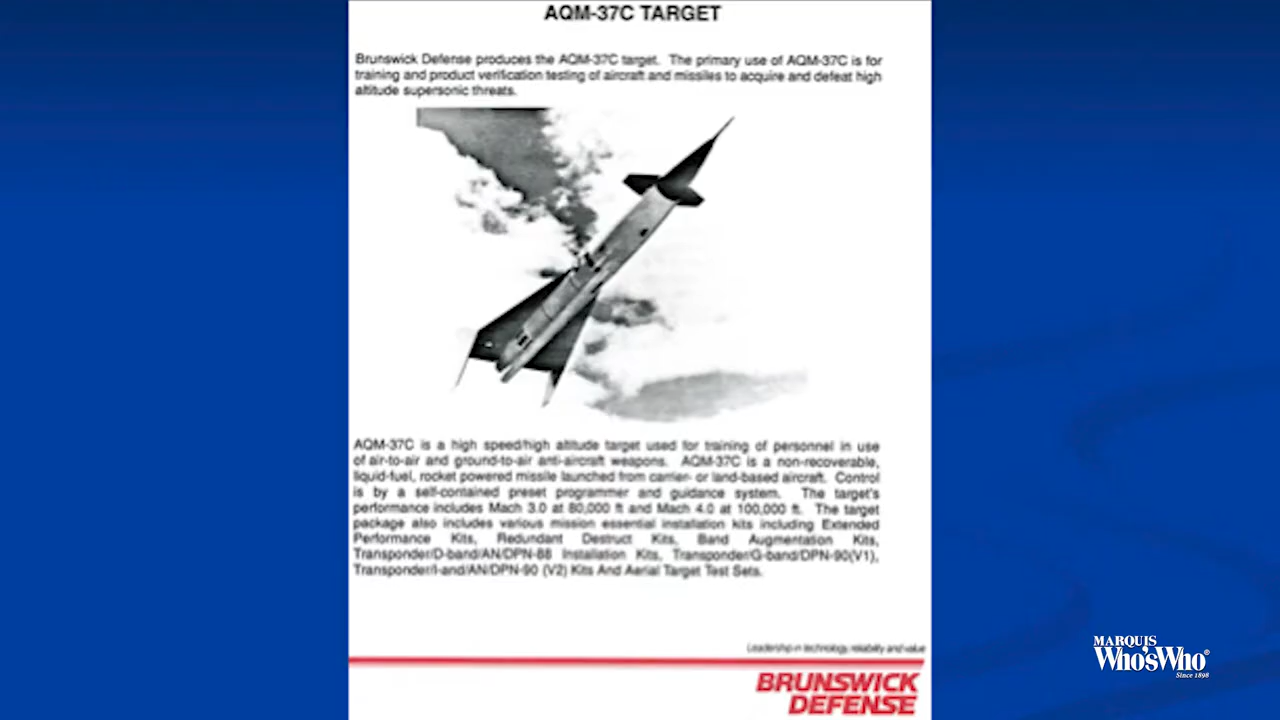 AQM-37C TARGET
Brunswick Defense produces the AQM-37C target. The primary use of AQM-37C is for
training and product verification testing of aircraft and missiles to acquire and defeat high
altitude supersonic threats.
AQM-37C is a high speed/high altitude target used for training of personnel in use
of air-to-air and ground-to-air anti-aircraft weapons. AQM-37C is a non-recoverable,
liquid-fuel, rocket powered missile launched from carrier- or land-based aircraft. Control
is by a self-contained preset programmer and guidance system. The target's
performance includes Mach 3.0 at 80,000 ft and Mach 4.0 at 100,000 ft. The target
package also includes various mission essential installation kits including Extended
Performance Kits, Redundant Destruct Kits, Band Augmentation Kits,
Transponder/D-band/AN/DPN-88 Installation Kits, Transponder/G-band/DPN-90(V1),
Transponder/I-and/AN/DPN-90 (V2) Kits And Aerial Target Test Sets.
Leadership in technology, reliability and value
BRUNSWICK
DEFENSE
MARQUIS
Who'sWho®
Since 1898